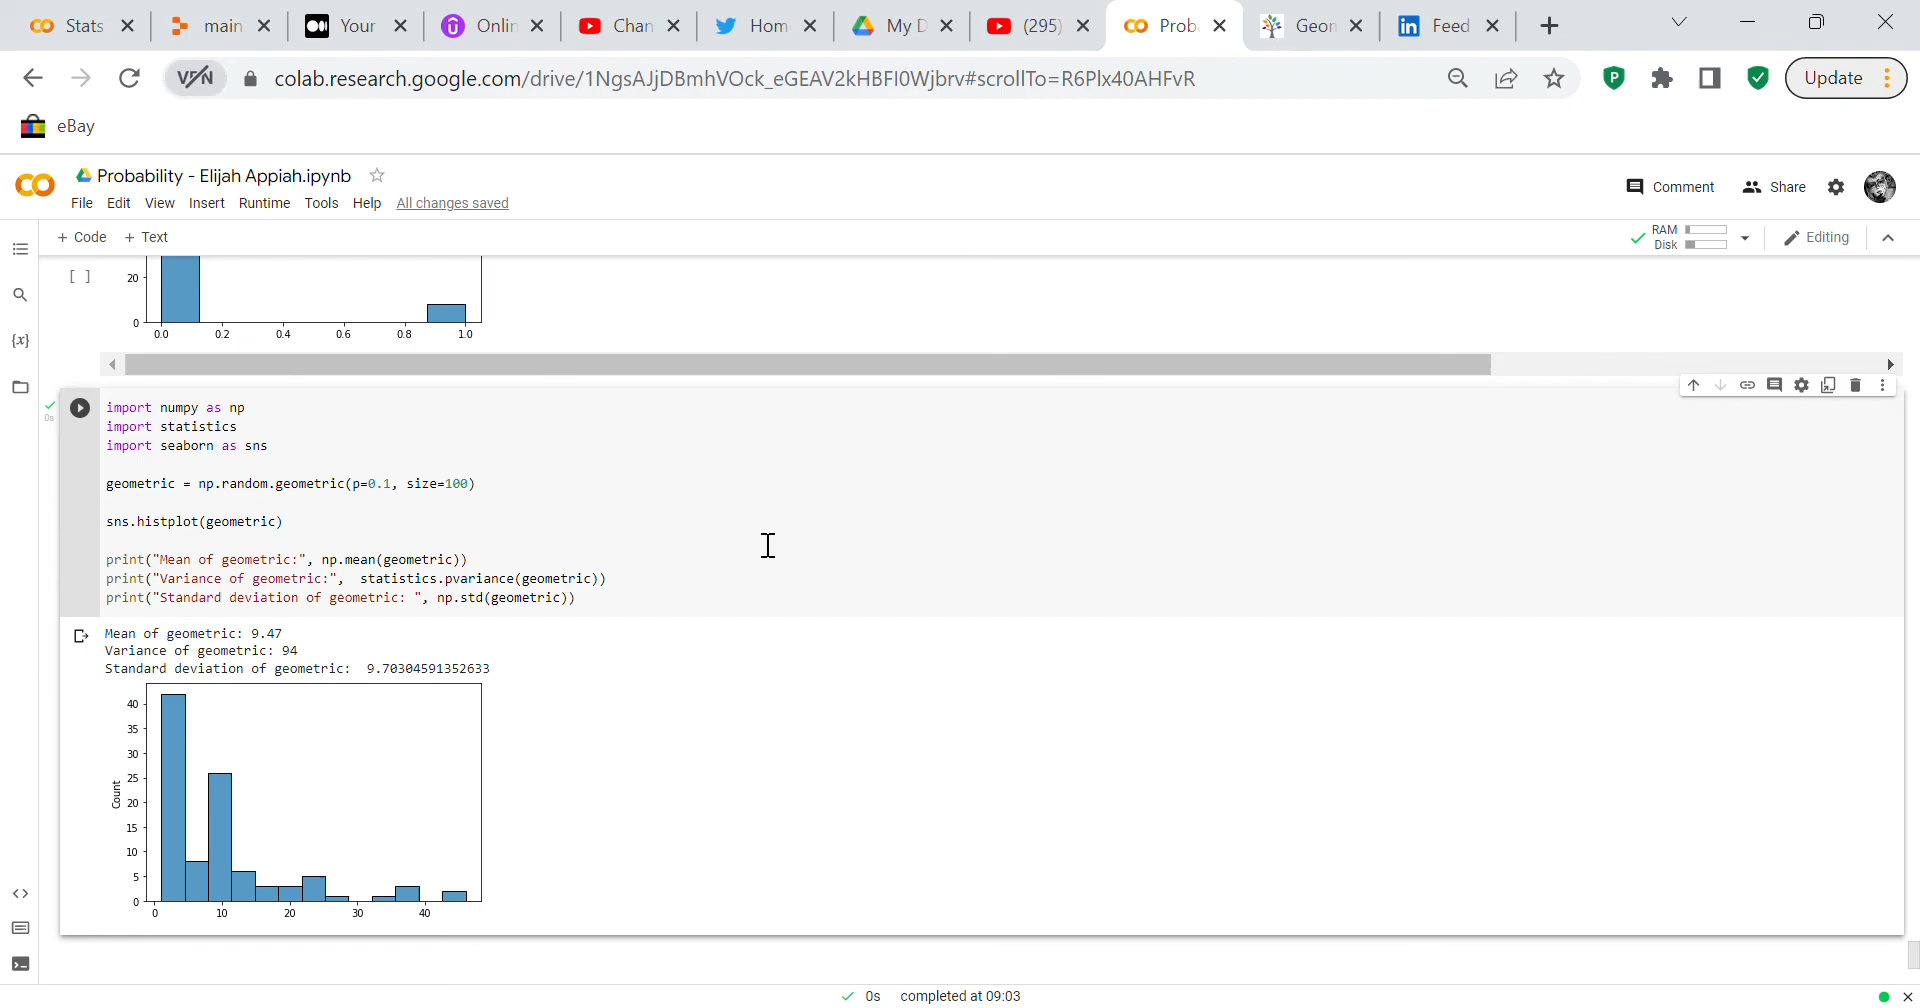 Stats
main
Your
Onlin
Chan
Hom
My D
(295)
Prob
Geon
Feed
VPN
colab.research.google.com/drive/1NgsAJjDBmhVOck_eGEAV2kHBFI0Wjbrv#scrollTo=R6Plx40AHFvR
Update
eBay
Probability - Elijah Appiah.ipynb
File Edit View Insert Runtime Tools Help All changes saved
Comment Share
+ Code + Text
RAM
Disk
Editing
[ ]
20
0
0.0 0.2 0.4 0.6 0.8 1.0
{x}
0s
import numpy as np
import statistics
import seaborn as sns
geometric = np.random.geometric(p=0.1, size=100)
sns.histplot(geometric)
print("Mean of geometric:", np.mean(geometric))
print("Variance of geometric:", statistics.pvariance(geometric))
print("Standard deviation of geometric: ", np.std(geometric))
Mean of geometric: 9.47
Variance of geometric: 94
Standard deviation of geometric: 9.70304591352633
40
35
30
25
20
15
10
5
0
Count
0 10 20 30 40
0s completed at 09:03